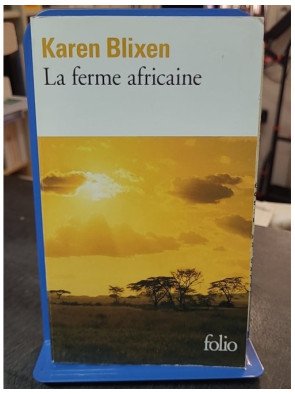 Karen Blixen
La ferme africaine
folio